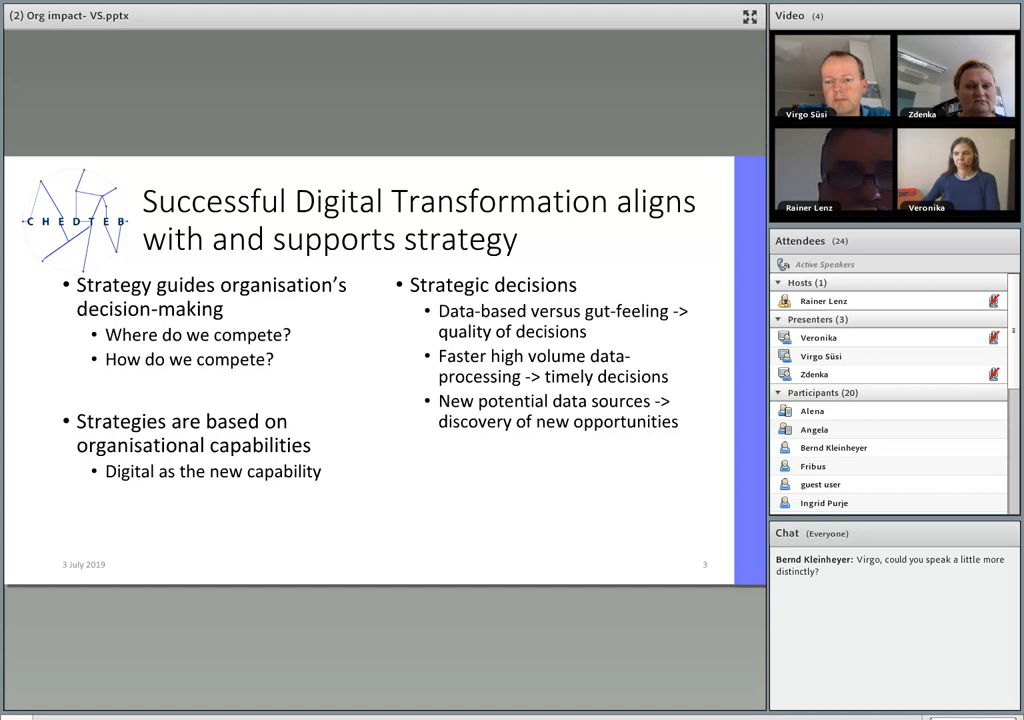 (2) Org impact- VS.pptx
CHEDTEB
Successful Digital Transformation aligns
with and supports strategy
• Strategy guides organisation’s
decision-making
• Where do we compete?
• How do we compete?
• Strategies are based on
organisational capabilities
• Digital as the new capability
• Strategic decisions
• Data-based versus gut-feeling ->
quality of decisions
• Faster high volume data-
processing -> timely decisions
• New potential data sources ->
discovery of new opportunities
3 July 2019
3
Video (4)
Virgo Süsi
Zdenka
Rainer Lenz
Veronika
Attendees (24)
Active Speakers
Hosts (1)
Rainer Lenz
Presenters (3)
Veronika
Virgo Süsi
Zdenka
Participants (20)
Alena
Angela
Bernd Kleinheyer
Fribus
guest user
Ingrid Purje
Chat (Everyone)
Bernd Kleinheyer: Virgo, could you speak a little more
distinctly?